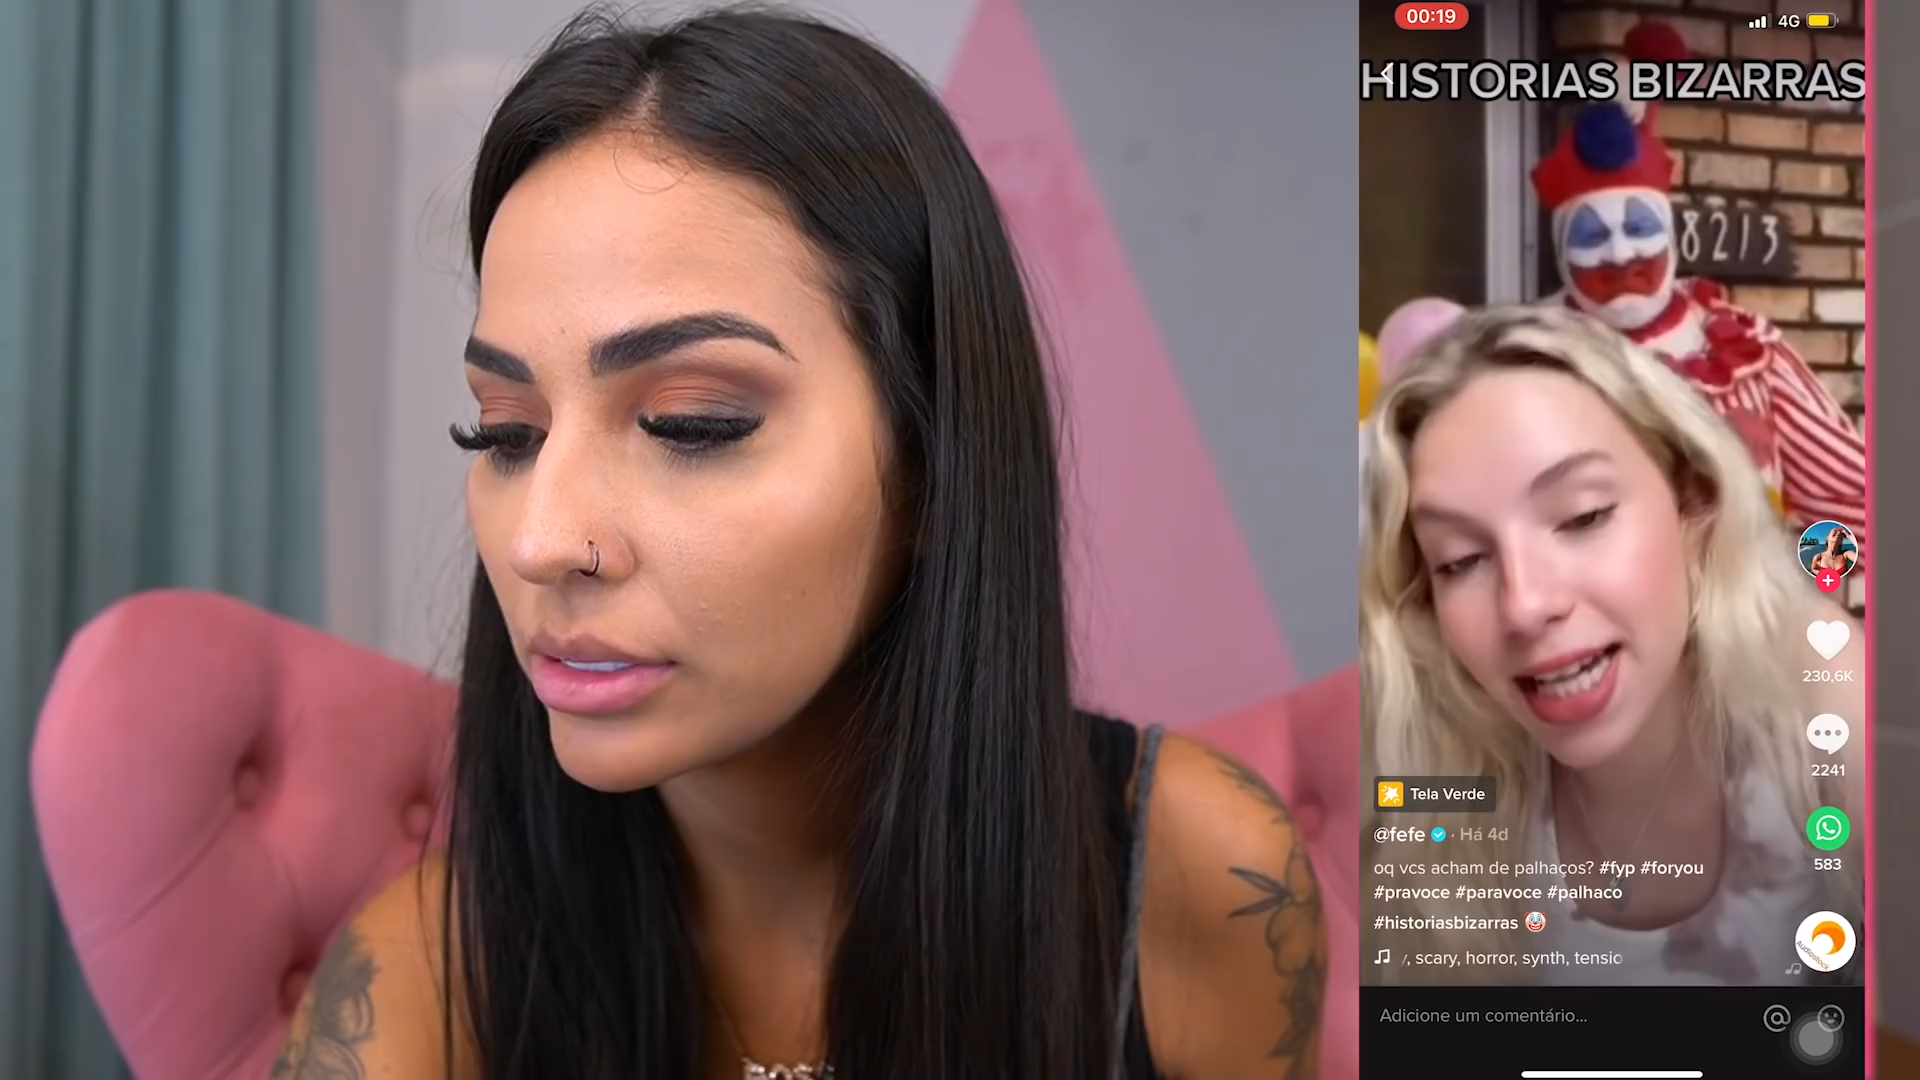 00:19
4G
HISTORIAS BIZARRAS
8213
230,6K
2241
583
Tela Verde
@fefe · Há 4d
oq vcs acham de palhaços? #fyp #foryou
#pravoce #paravoce #palhaco
#historiasbizarras 🤡
, scary, horror, synth, tensio
Audiostock
Adicione um comentário...